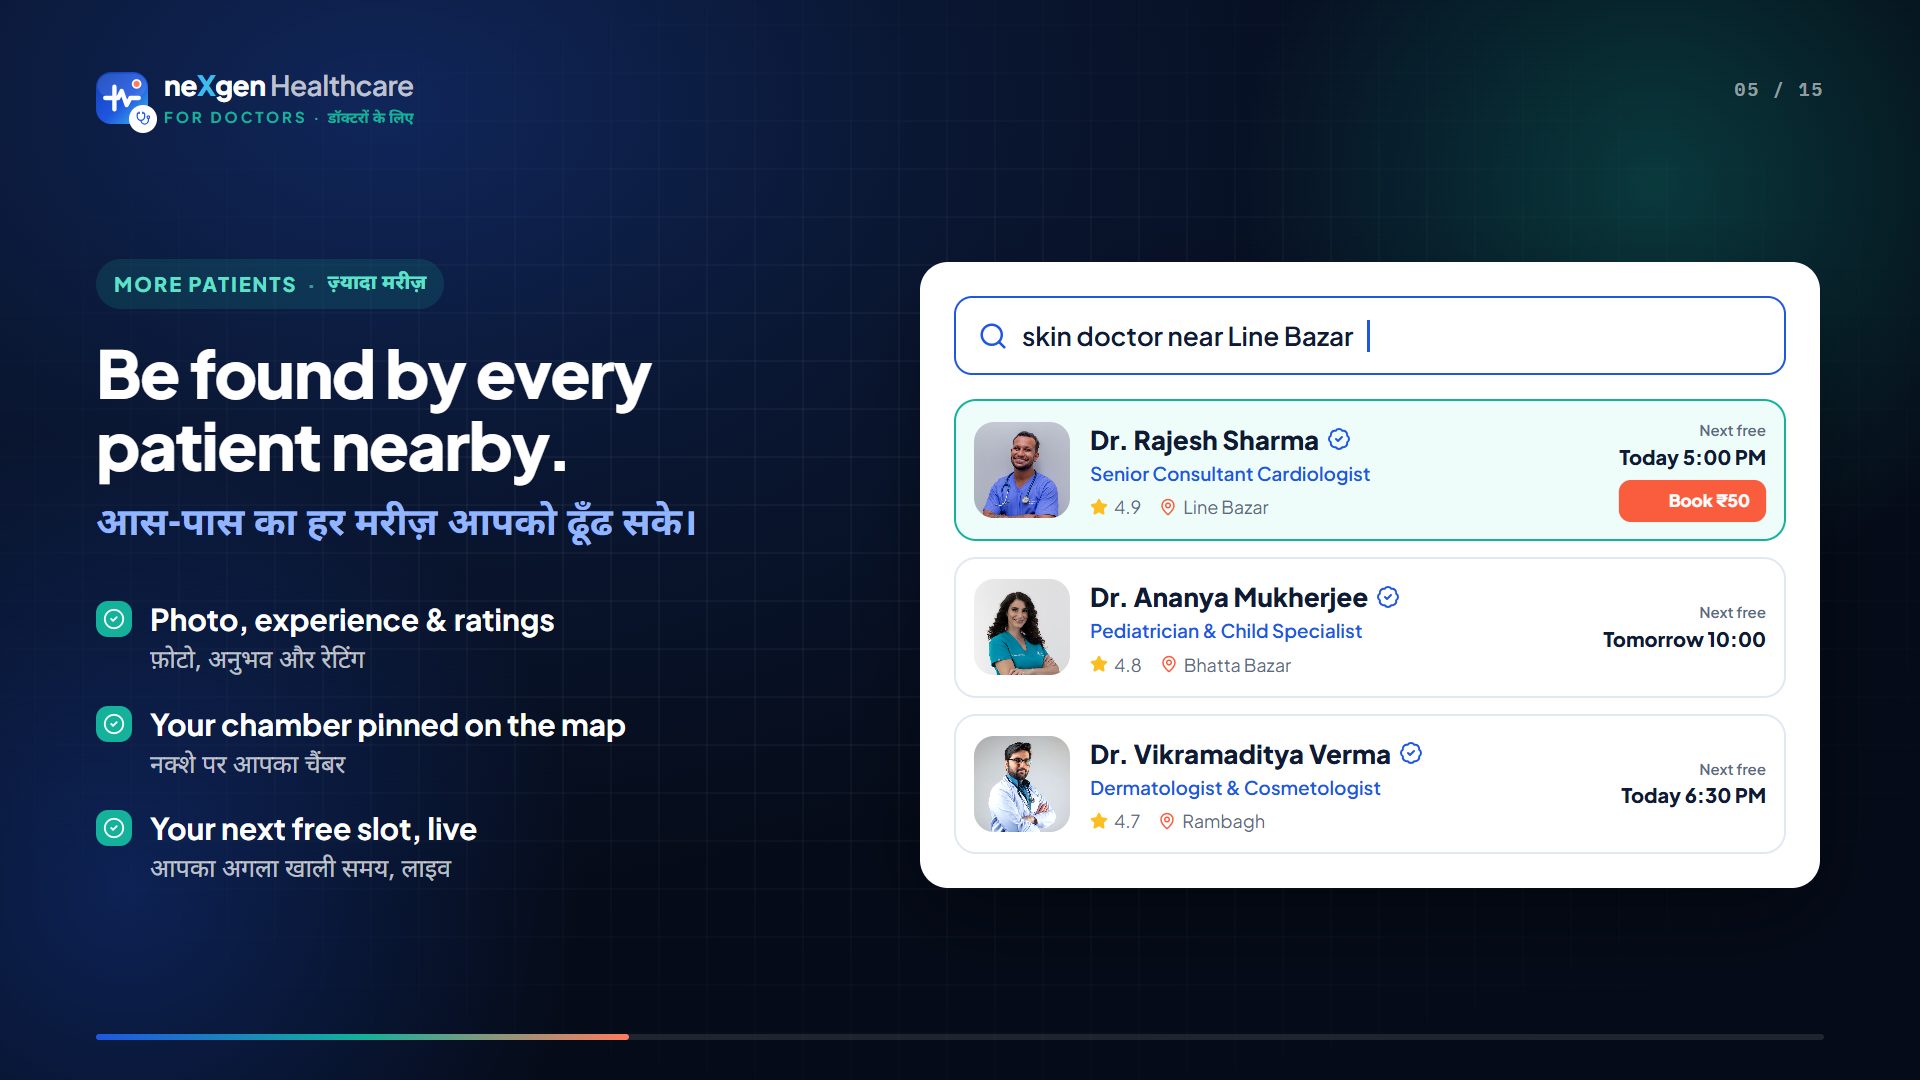 neXgen Healthcare
FOR DOCTORS · डॉक्टरों के लिए
05 / 15
MORE PATIENTS · ज़्यादा मरीज़
Be found by every
patient nearby.
आस-पास का हर मरीज़ आपको ढूँढ सके।
Photo, experience & ratings
फ़ोटो, अनुभव और रेटिंग
Your chamber pinned on the map
नक्शे पर आपका चैंबर
Your next free slot, live
आपका अगला खाली समय, लाइव
skin doctor near Line Bazar
Dr. Rajesh Sharma
Senior Consultant Cardiologist
4.9 Line Bazar
Next free
Today 5:00 PM
Book ₹50
Dr. Ananya Mukherjee
Pediatrician & Child Specialist
4.8 Bhatta Bazar
Next free
Tomorrow 10:00
Dr. Vikramaditya Verma
Dermatologist & Cosmetologist
4.7 Rambagh
Next free
Today 6:30 PM